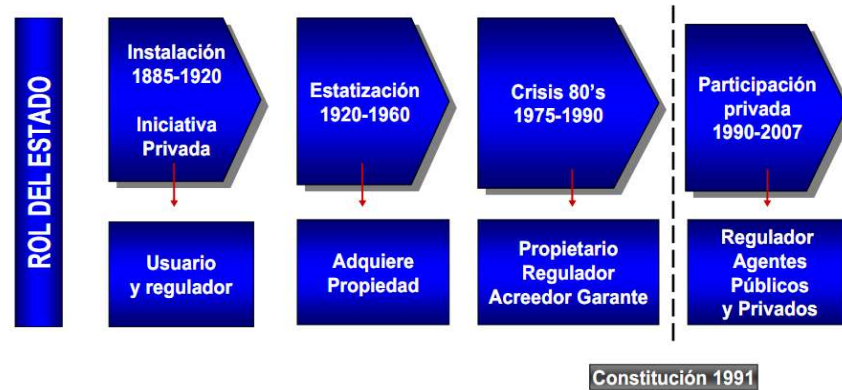 ROL DEL ESTADO
Instalación
1885-1920
Iniciativa
Privada
Estatización
1920-1960
Crisis 80's
1975-1990
Participación
privada
1990-2007
Usuario
y regulador
Adquiere
Propiedad
Propietario
Regulador
Acreedor Garante
Regulador
Agentes
Públicos
y Privados
Constitución 1991